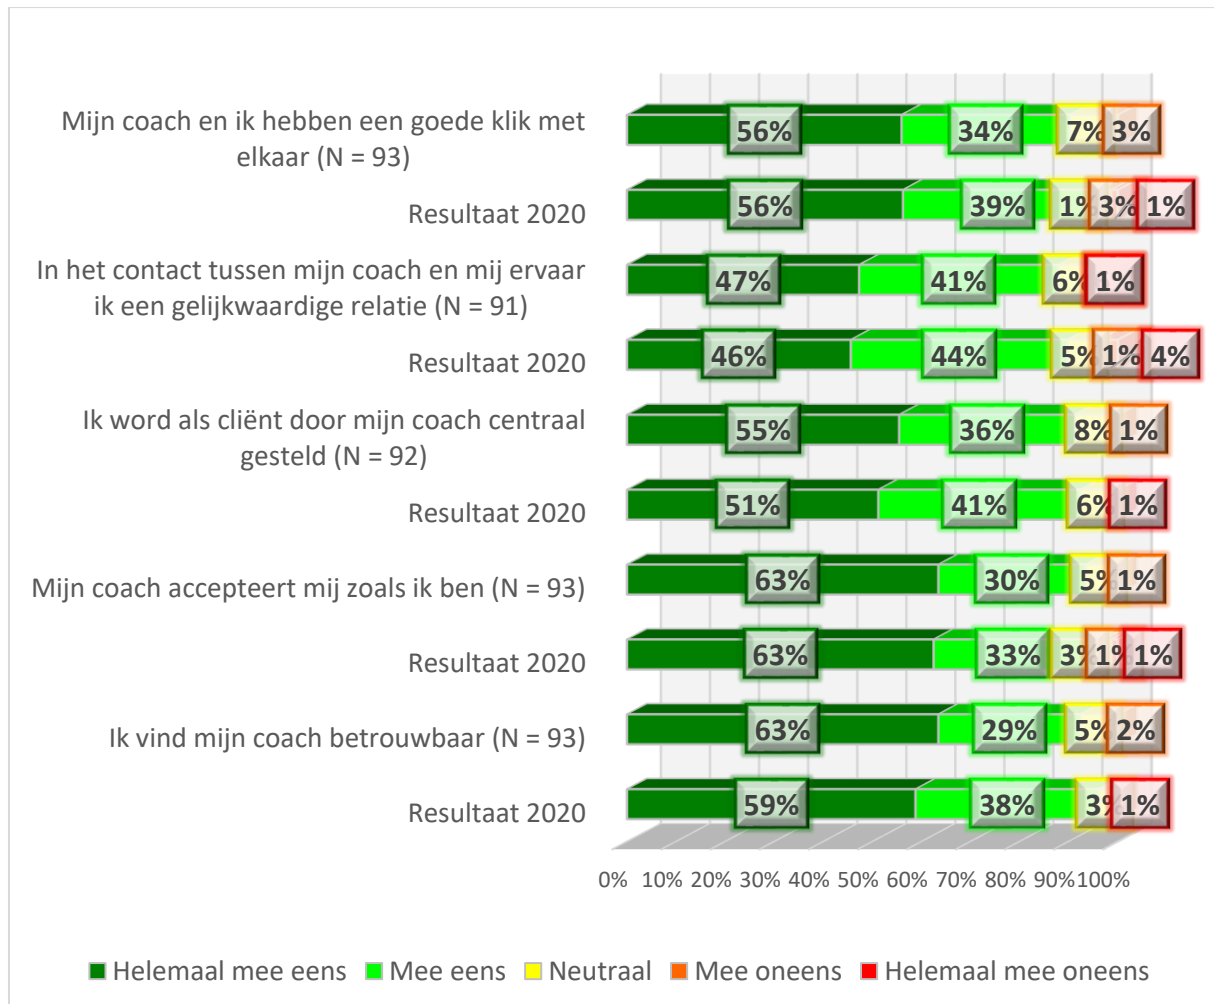 Mijn coach en ik hebben een goede klik met
elkaar (N = 93)
56% 34% 7% 3%
Resultaat 2020
56% 39% 1% 3% 1%
In het contact tussen mijn coach en mij ervaar
ik een gelijkwaardige relatie (N = 91)
47% 41% 6% 1%
Resultaat 2020
46% 44% 5% 1% 4%
Ik word als cliënt door mijn coach centraal
gesteld (N = 92)
55% 36% 8% 1%
Resultaat 2020
51% 41% 6% 1%
Mijn coach accepteert mij zoals ik ben (N = 93)
63% 30% 5% 1%
Resultaat 2020
63% 33% 3% 1% 1%
Ik vind mijn coach betrouwbaar (N = 93)
63% 29% 5% 2%
Resultaat 2020
59% 38% 3% 1%
0% 10% 20% 30% 40% 50% 60% 70% 80% 90% 100%
Helemaal mee eens Mee eens Neutraal Mee oneens Helemaal mee oneens